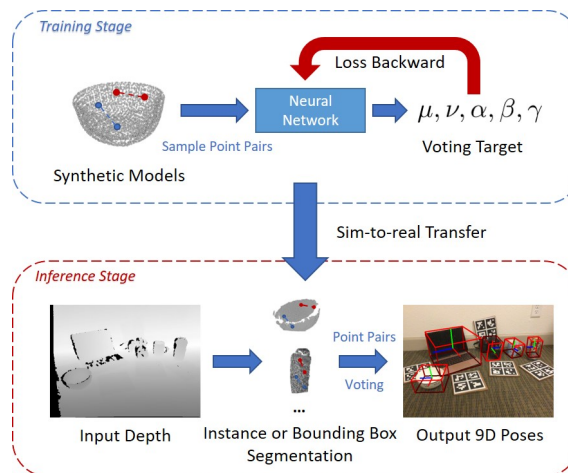 Training Stage
Loss Backward
Neural
Network
μ, ν, α, β, γ
Sample Point Pairs
Voting Target
Synthetic Models
Sim-to-real Transfer
Inference Stage
Point Pairs
Voting
...
Input Depth
Instance or Bounding Box
Segmentation
Output 9D Poses